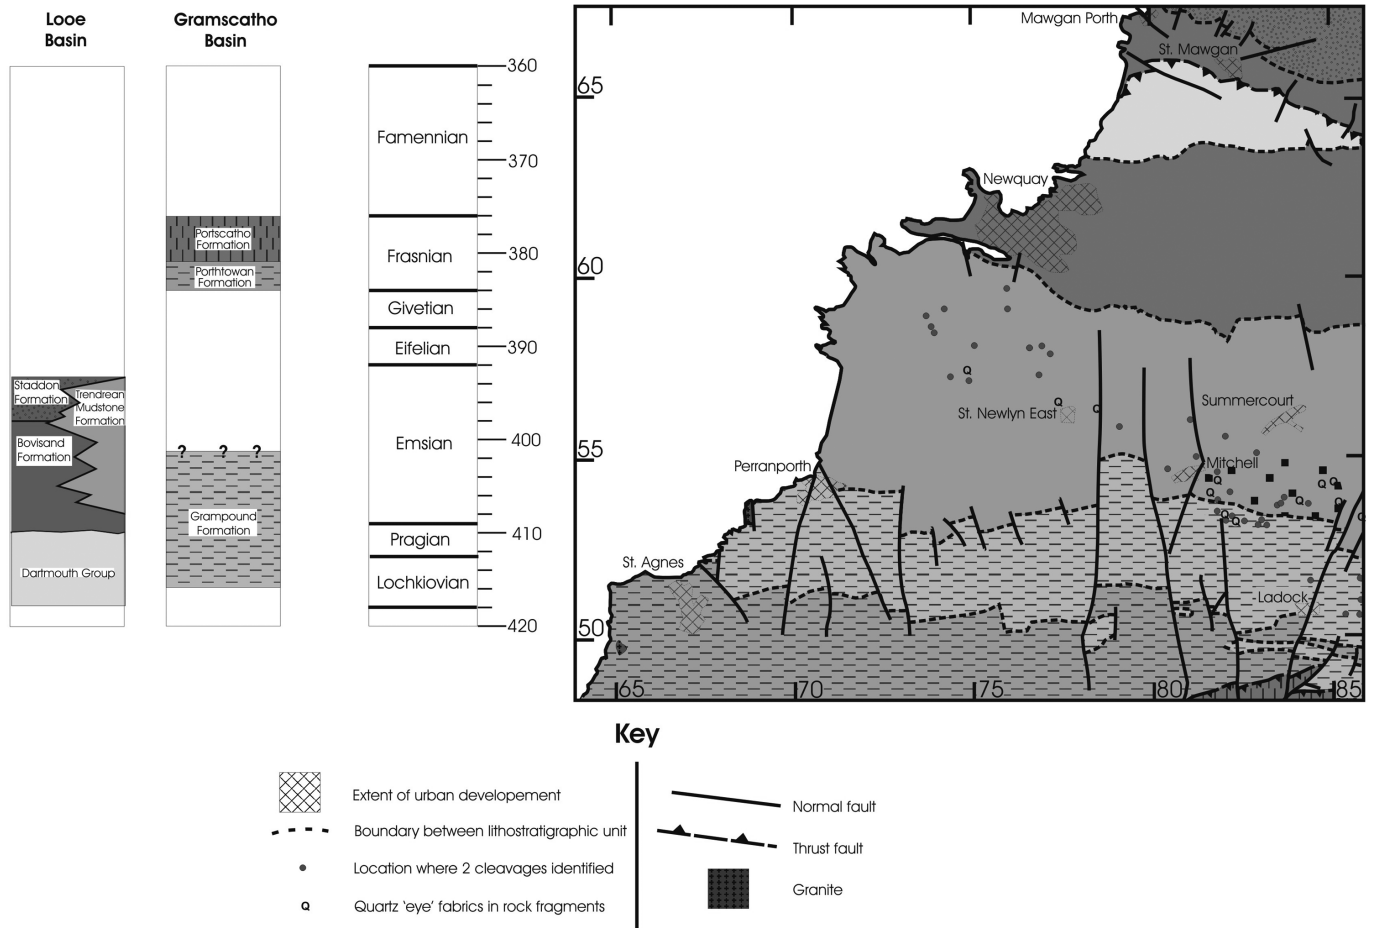 Looe
Basin
Gramscatho
Basin
Staddon
Formation
Trendrean
Mudstone
Formation
Bovisand
Formation
Dartmouth Group
Portscatho
Formation
Porthtowan
Formation
? ? ?
Grampound
Formation
Famennian
Frasnian
Givetian
Eifelian
Emsian
Pragian
Lochkiovian
360
370
380
390
400
410
420
Mawgan Porth
St. Mawgan
65
Newquay
60
Q
Q
Q
St. Newlyn East
Summercourt
55
Perranporth
Mitchell
Q
Q
Q
Q
Q
Q
Q
Q
Q
St. Agnes
Ladock
50
65
70
75
80
85
Key
Extent of urban developement
Boundary between lithostratigraphic unit
Location where 2 cleavages identified
Q
Quartz 'eye' fabrics in rock fragments
Normal fault
Thrust fault
Granite